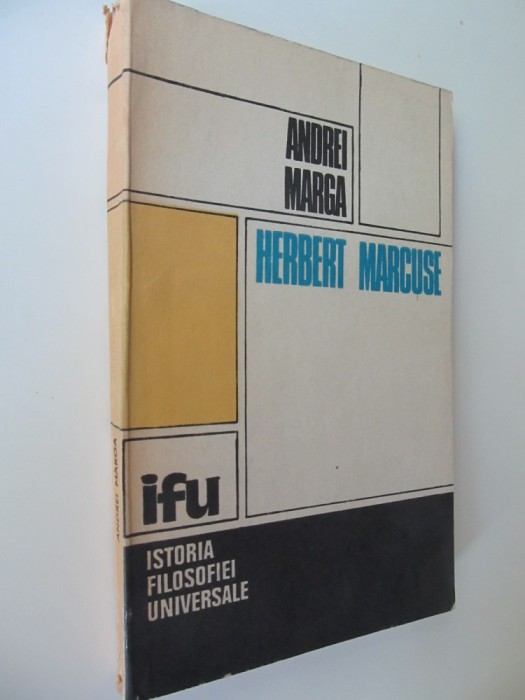 ANDREI
MARGA
HERBERT MARCUSE
ifu
ISTORIA
FILOSOFIEI
UNIVERSALE
ANDREI MARGA